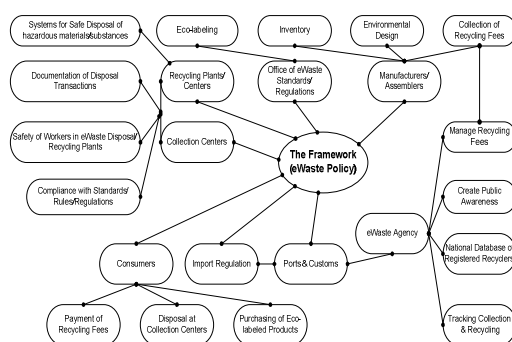 Systems for Safe Disposal of
hazardous materials/substances
Eco-labeling
Inventory
Environmental
Design
Collection of
Recycling Fees
Documentation of Disposal
Transactions
Recycling Plants/
Centers
Office of eWaste
Standards/
Regulations
Manufacturers/
Assemblers
Safety of Workers in eWaste Disposal/
Recycling Plants
Collection Centers
The Framework
(eWaste Policy)
Manage Recycling
Fees
Compliance with Standards/
Rules/Regulations
Create Public
Awareness
eWaste Agency
National Database of
Registered Recyclers
Consumers
Import Regulation
Ports & Customs
Payment of
Recycling Fees
Disposal at
Collection Centers
Purchasing of Eco-
labeled Products
Tracking Collection
& Recycling